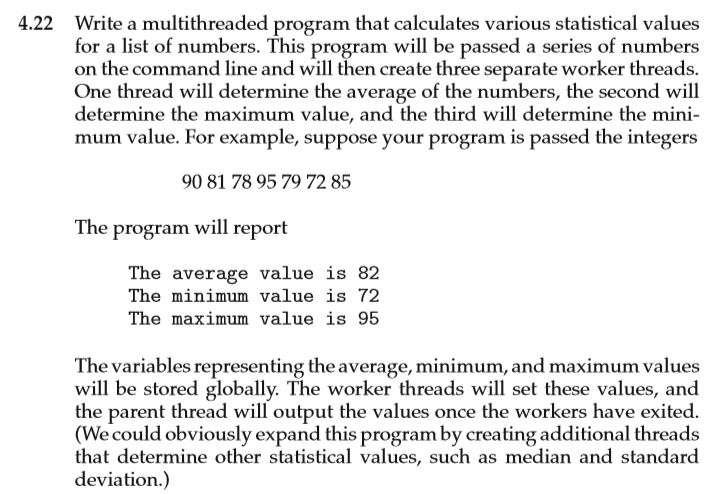 4.22 Write a multithreaded program that calculates various statistical values
for a list of numbers. This program will be passed a series of numbers
on the command line and will then create three separate worker threads.
One thread will determine the average of the numbers, the second will
determine the maximum value, and the third will determine the mini-
mum value. For example, suppose your program is passed the integers
90 81 78 95 79 72 85
The program will report
The average value is 82
The minimum value is 72
The maximum value is 95
The variables representing the average, minimum, and maximum values
will be stored globally. The worker threads will set these values, and
the parent thread will output the values once the workers have exited.
(We could obviously expand this program by creating additional threads
that determine other statistical values, such as median and standard
deviation.)